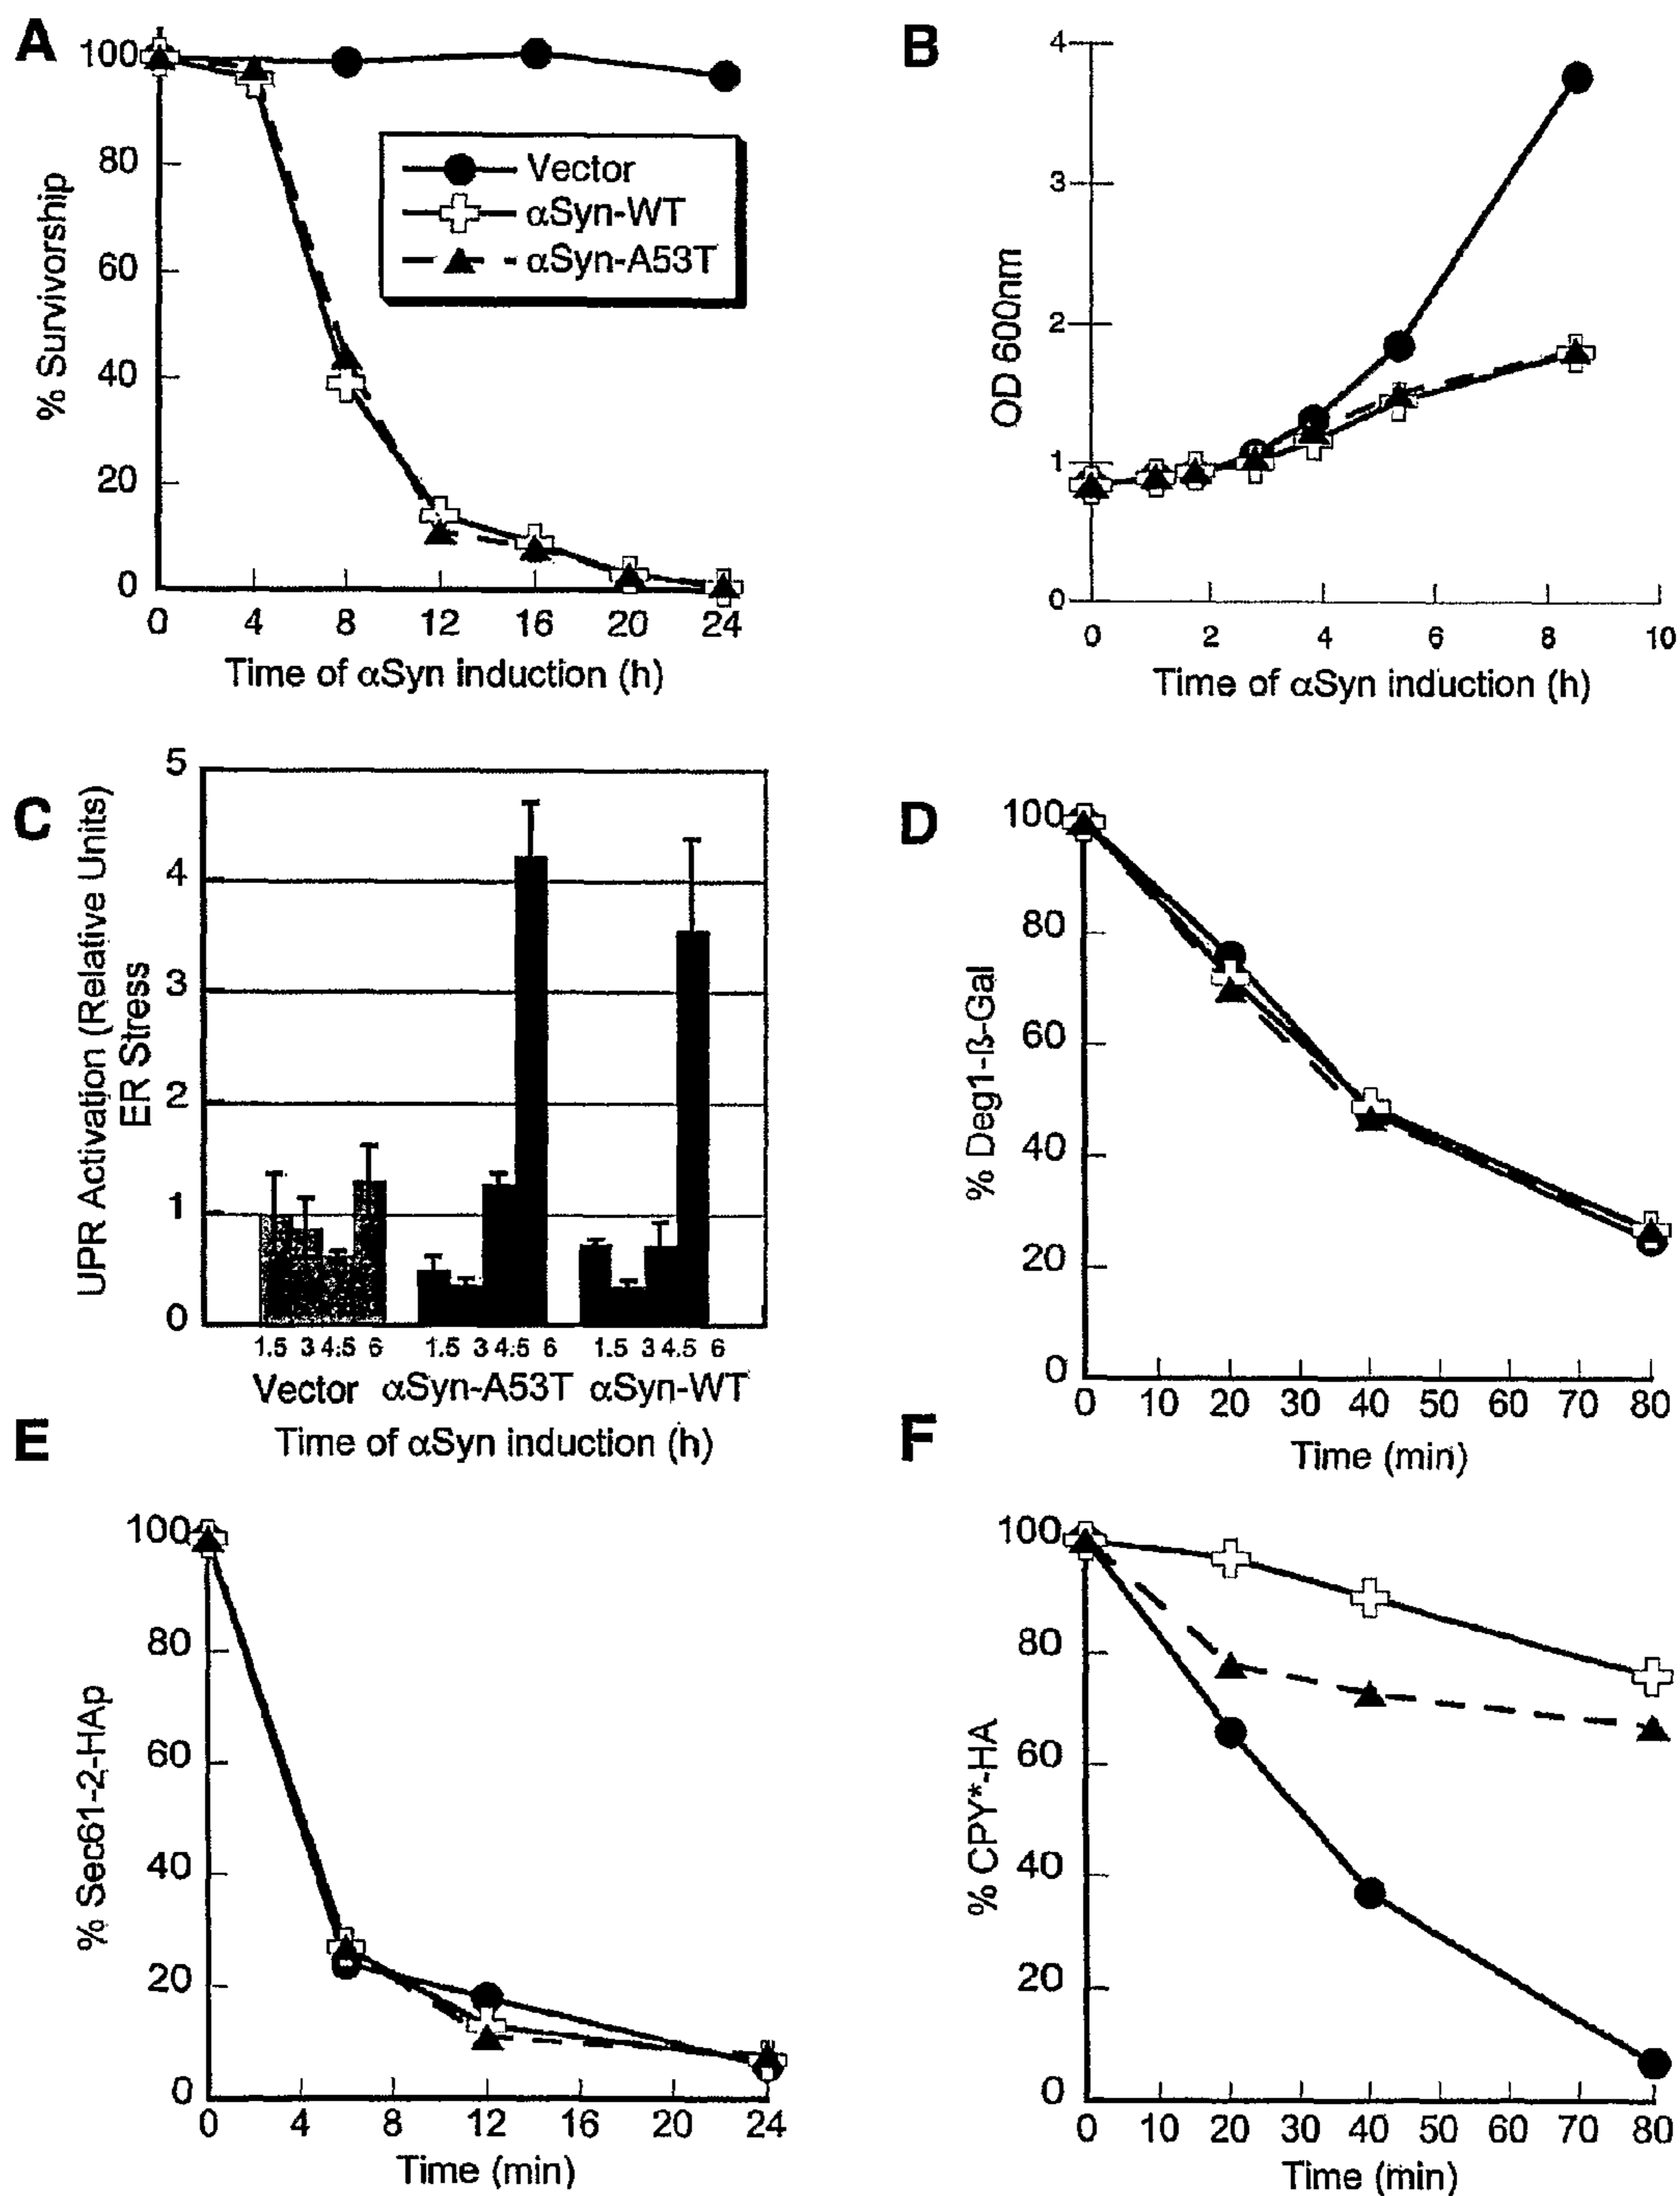 A
% Survivorship
100
80
60
40
20
0
0 4 8 12 16 20 24
Time of αSyn induction (h)
Vector
αSyn-WT
αSyn-A53T
B
OD 600nm
4
3
2
1
0
0 2 4 6 8 10
Time of αSyn induction (h)
C
UPR Activation (Relative Units)
ER Stress
5
4
3
2
1
0
1.5 3 4.5 6 1.5 3 4.5 6 1.5 3 4.5 6
Vector αSyn-A53T αSyn-WT
Time of αSyn induction (h)
D
% Deg1-ß-Gal
100
80
60
40
20
0
0 10 20 30 40 50 60 70 80
Time (min)
E
% Sec61-2-HAp
100
80
60
40
20
0
0 4 8 12 16 20 24
Time (min)
F
% CPY*-HA
100
80
60
40
20
0
0 10 20 30 40 50 60 70 80
Time (min)